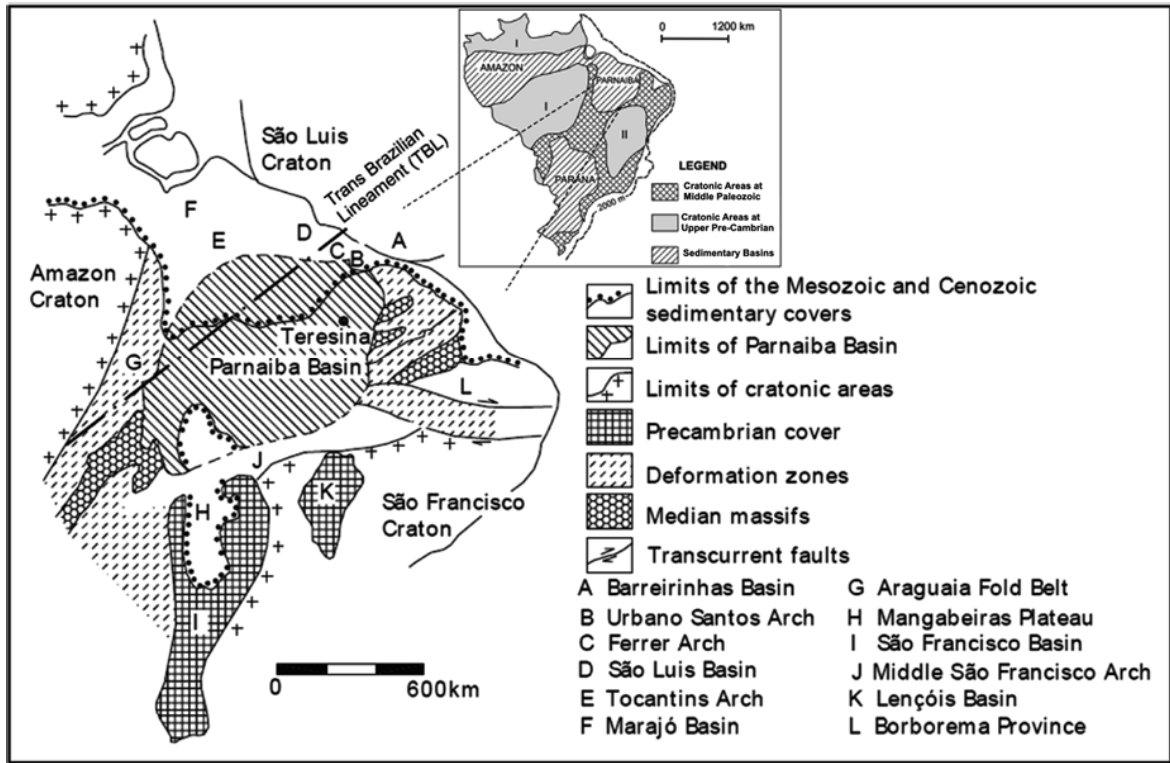 0 1200 km
I
AMAZON
PARNAIBA
I
II
PARANA
2000 m
LEGEND
Cratonic Areas at
Middle Paleozoic
Cratonic Areas at
Upper Pre-Cambrian
Sedimentary Basins
São Luis
Craton
Trans Brazilian
Lineament (TBL)
F
E
D
C
B
A
Amazon
Craton
Teresina
G
Parnaiba Basin
L
J
K
H
São Francisco
Craton
I
0 600km
Limits of the Mesozoic and Cenozoic
sedimentary covers
Limits of Parnaiba Basin
Limits of cratonic areas
Precambrian cover
Deformation zones
Median massifs
Transcurrent faults
A Barreirinhas Basin
B Urbano Santos Arch
C Ferrer Arch
D São Luis Basin
E Tocantins Arch
F Marajó Basin
G Araguaia Fold Belt
H Mangabeiras Plateau
I São Francisco Basin
J Middle São Francisco Arch
K Lençóis Basin
L Borborema Province